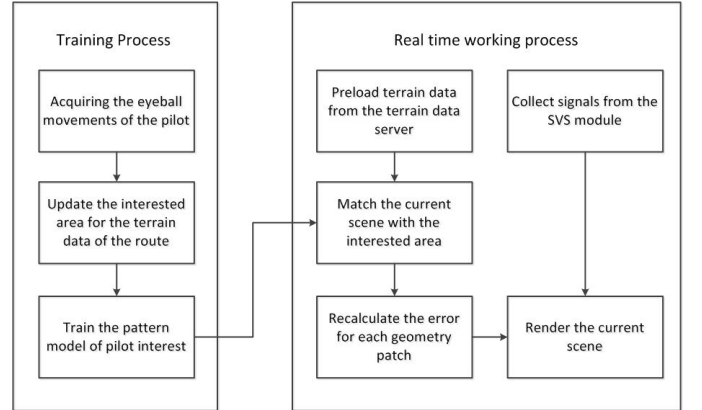 Training Process
Acquiring the eyeball
movements of the pilot
Update the interested
area for the terrain
data of the route
Train the pattern
model of pilot interest
Real time working process
Preload terrain data
from the terrain data
server
Collect signals from the
SVS module
Match the current
scene with the
interested area
Recalculate the error
for each geometry
patch
Render the current
scene